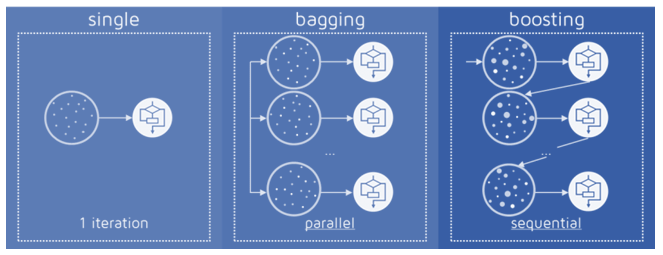 single
bagging
boosting
...
...
1 iteration
parallel
sequential